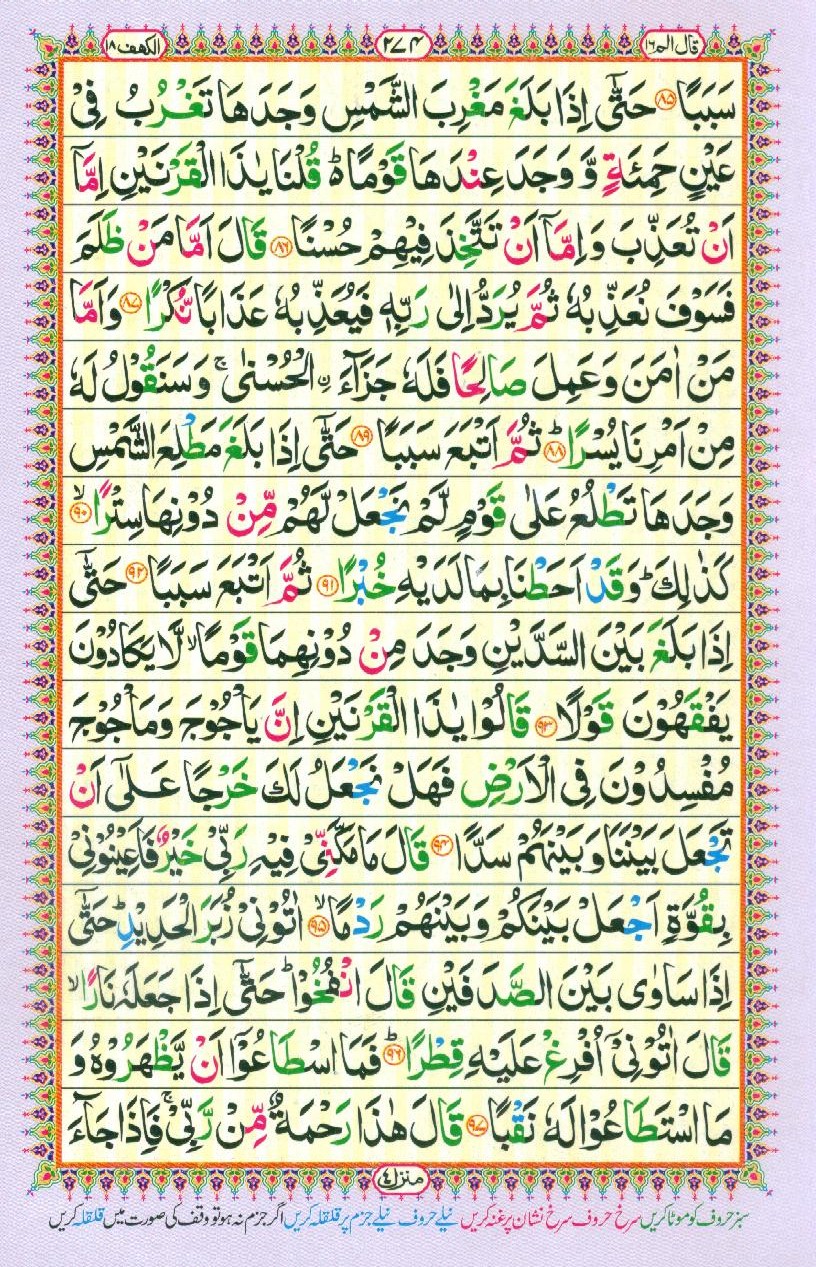 قال الم ١٦ ٢٧٤ الكهف ١٨
سَبَبًا ﴿٨٥﴾ حَتّٰۤى اِذَا بَلَغَ مَغْرِبَ الشَّمْسِ وَجَدَهَا تَغْرُبُ فِیْ
عَیْنٍ حَمِئَةٍ وَّ وَجَدَ عِنْدَهَا قَوْمًا ؕ قُلْنَا یٰذَا الْقَرْنَیْنِ اِمَّاۤ
اَنْ تُعَذِّبَ وَ اِمَّاۤ اَنْ تَتَّخِذَ فِیْهِمْ حُسْنًا ﴿٨٦﴾ قَالَ اَمَّا مَنْ ظَلَمَ
فَسَوْفَ نُعَذِّبُهٗ ثُمَّ یُرَدُّ اِلٰى رَبِّهٖ فَیُعَذِّبُهٗ عَذَابًا نُّكْرًا ﴿٨٧﴾ وَ اَمَّا
مَنْ اٰمَنَ وَعَمِلَ صَالِحًا فَلَهٗ جَزَآءَ ۨ الْحُسْنٰى ۚ وَسَنَقُوْلُ لَهٗ
مِنْ اَمْرِنَا یُسْرًا ﴿٨٨﴾ؕ ثُمَّ اَتْبَعَ سَبَبًا ﴿٨٩﴾ حَتّٰۤى اِذَا بَلَغَ مَطْلِعَ الشَّمْسِ
وَجَدَهَا تَطْلُعُ عَلٰى قَوْمٍ لَّمْ نَجْعَلْ لَّهُمْ مِّنْ دُوْنِهَا سِتْرًا ﴿٩٠﴾ۙ
كَذٰلِكَ ؕ وَقَدْ اَحَطْنَا بِمَا لَدَیْهِ خُبْرًا ﴿٩١﴾ ثُمَّ اَتْبَعَ سَبَبًا ﴿٩٢﴾ حَتّٰۤى
اِذَا بَلَغَ بَیْنَ السَّدَّیْنِ وَجَدَ مِنْ دُوْنِهِمَا قَوْمًا ۙ لَّا یَكَادُوْنَ
یَفْقَهُوْنَ قَوْلًا ﴿٩٣﴾ قَالُوْا یٰذَا الْقَرْنَیْنِ اِنَّ یَاْجُوْجَ وَمَاْجُوْجَ
مُفْسِدُوْنَ فِی الْاَرْضِ فَهَلْ نَجْعَلُ لَكَ خَرْجًا عَلٰۤى اَنْ
تَجْعَلَ بَیْنَنَا وَ بَیْنَهُمْ سَدًّا ﴿٩٤﴾ قَالَ مَا مَكَّنِّیْ فِیْهِ رَبِّیْ خَیْرٌ فَاَعِیْنُوْنِیْ
بِقُوَّةٍ اَجْعَلْ بَیْنَكُمْ وَ بَیْنَهُمْ رَدْمًا ﴿٩٥﴾ۙ اٰتُوْنِیْ زُبَرَ الْحَدِیْدِ ؕ حَتّٰۤى
اِذَا سَاوٰى بَیْنَ الصَّدَفَیْنِ قَالَ انْفُخُوْا ؕ حَتّٰۤى اِذَا جَعَلَهٗ نَارًا ۙ
قَالَ اٰتُوْنِیْۤ اُفْرِغْ عَلَیْهِ قِطْرًا ﴿٩٦﴾ؕ فَمَا اسْطَاعُوْۤا اَنْ یَّظْهَرُوْهُ وَ
مَا اسْتَطَاعُوْا لَهٗ نَقْبًا ﴿٩٧﴾ قَالَ هٰذَا رَحْمَةٌ مِّنْ رَّبِّیْ ۚ فَاِذَا جَآءَ
منزل ٤
سبز حروف کو موٹا کریں سرخ حروف سرخ نشان پر غنہ کریں نیلے حروف نیلے جزم پر قلقلہ کریں اگر جزم نہ ہو تو وقف کی صورت میں قلقلہ کریں